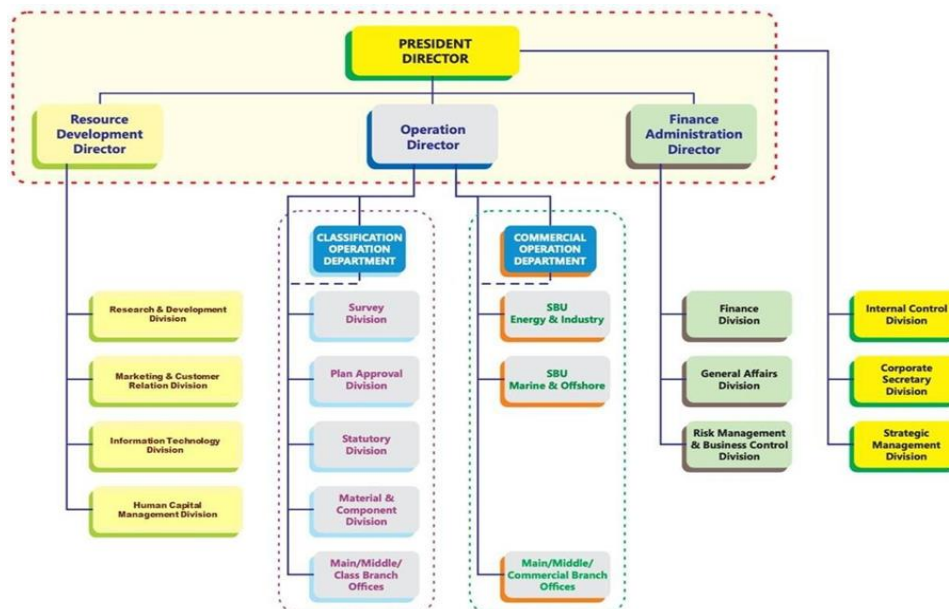 PRESIDENT
DIRECTOR
Resource
Development
Director
Operation
Director
Finance
Administration
Director
CLASSIFICATION
OPERATION
DEPARTMENT
COMMERCIAL
OPERATION
DEPARTMENT
Research & Development
Division
Marketing & Customer
Relation Division
Information Technology
Division
Human Capital
Management Division
Survey
Division
Plan Approval
Division
Statutory
Division
Material &
Component
Division
Main/Middle/
Class Branch
Offices
SBU
Energy & Industry
SBU
Marine & Offshore
Main/Middle/
Commercial Branch
Offices
Finance
Division
General Affairs
Division
Risk Management
& Business Control
Division
Internal Control
Division
Corporate
Secretary
Division
Strategic
Management
Division